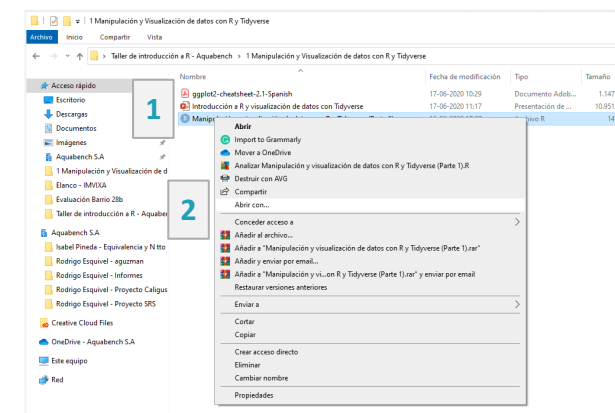 1 Manipulación y Visualización de datos con R y Tidyverse
Archivo Inicio Compartir Vista
Taller de introducción a R - Aquabench > 1 Manipulación y Visualización de datos con R y Tidyverse
Nombre Fecha de modificación Tipo Tamaño
Acceso rápido
Escritorio
Descargas
Documentos
Imágenes
Aquabench S.A
1 Manipulación y Visualización de d
Elanco - IMVIXA
Evaluación Barrio 28b
Taller de introducción a R - Aquaben
Aquabench S.A
Isabel Pineda - Equivalencia y N tto
Rodrigo Esquivel - aguzman
Rodrigo Esquivel - Informes
Rodrigo Esquivel - Proyecto Caligus
Rodrigo Esquivel - Proyecto SRS
Creative Cloud Files
OneDrive - Aquabench S.A
Este equipo
Red
1
2
ggplot2-cheatsheet-2.1-Spanish 17-06-2020 10:29 Documento Adob... 1.147
Introducción a R y visualización de datos con Tidyverse 17-06-2020 11:17 Presentación de ... 10.951
Archivo R 14
Abrir
Import to Grammarly
Mover a OneDrive
Analizar Manipulación y visualización de datos con R y Tidyverse (Parte 1).R
Destruir con AVG
Compartir
Abrir con...
Conceder acceso a
Añadir al archivo...
Añadir a "Manipulación y visualización de datos con R y Tidyverse (Parte 1).rar"
Añadir y enviar por email...
Añadir a "Manipulación y vi...on R y Tidyverse (Parte 1).rar" y enviar por email
Restaurar versiones anteriores
Enviar a
Cortar
Copiar
Crear acceso directo
Eliminar
Cambiar nombre
Propiedades